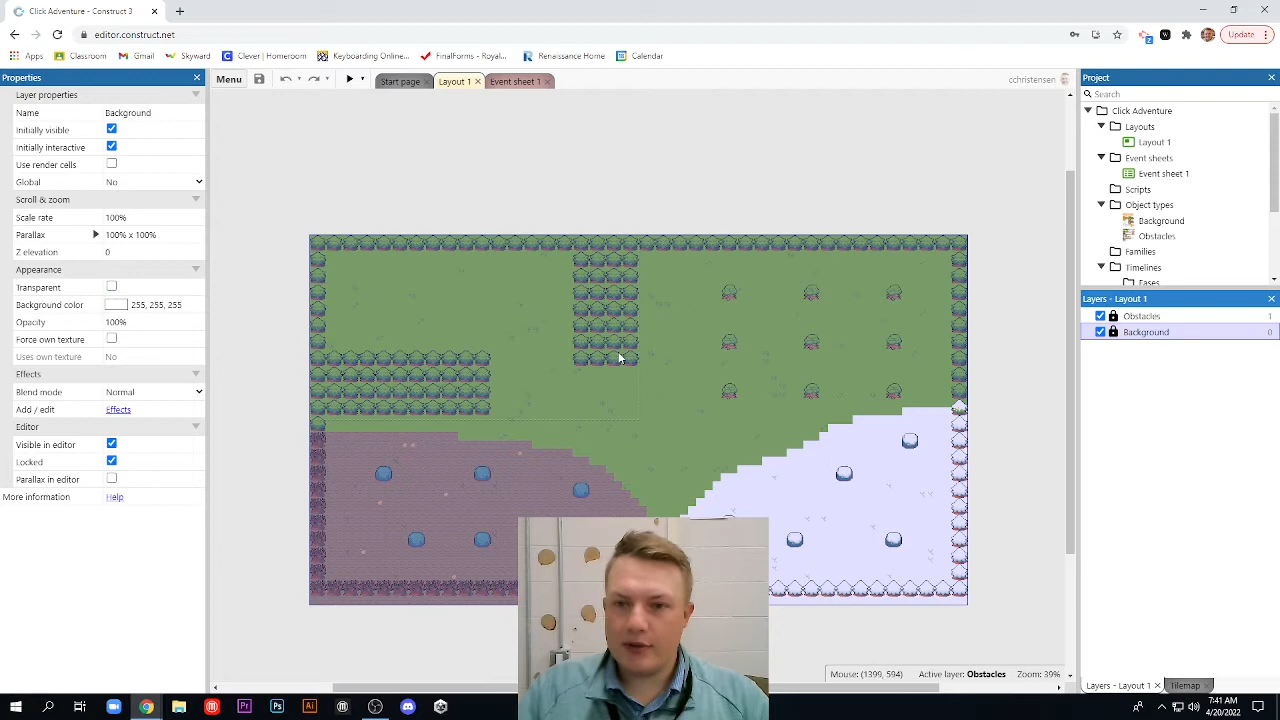 Click Adventure - Construct 3
editor.construct.net
Apps
Classroom
Gmail
Skyward
Clever | Homeroom
Keyboarding Online...
FinalForms - Royal...
Renaissance Home
Calendar
Update
Properties
Menu
Start page
Layout 1
Event sheet 1
cchristensen
Project
Layer properties
Name Background
Initially visible
Initially interactive
Use render cells
Global No
Scroll & zoom
Scale rate 100%
Parallax 100% x 100%
Z elevation 0
Appearance
Transparent
Background color 255, 255, 255
Opacity 100%
Force own texture
Uses own texture No
Effects
Blend mode Normal
Add / edit Effects
Editor
Visible in editor
Locked
Parallax in editor
More information Help
Search
Click Adventure
Layouts
Layout 1
Event sheets
Event sheet 1
Scripts
Object types
Background
Obstacles
Families
Timelines
Eases
Layers - Layout 1
Obstacles 1
Background 0
Mouse: (1399, 594) Active layer: Obstacles Zoom: 39%
Layers - Layout 1
Tilemap
7:41 AM
4/20/2022